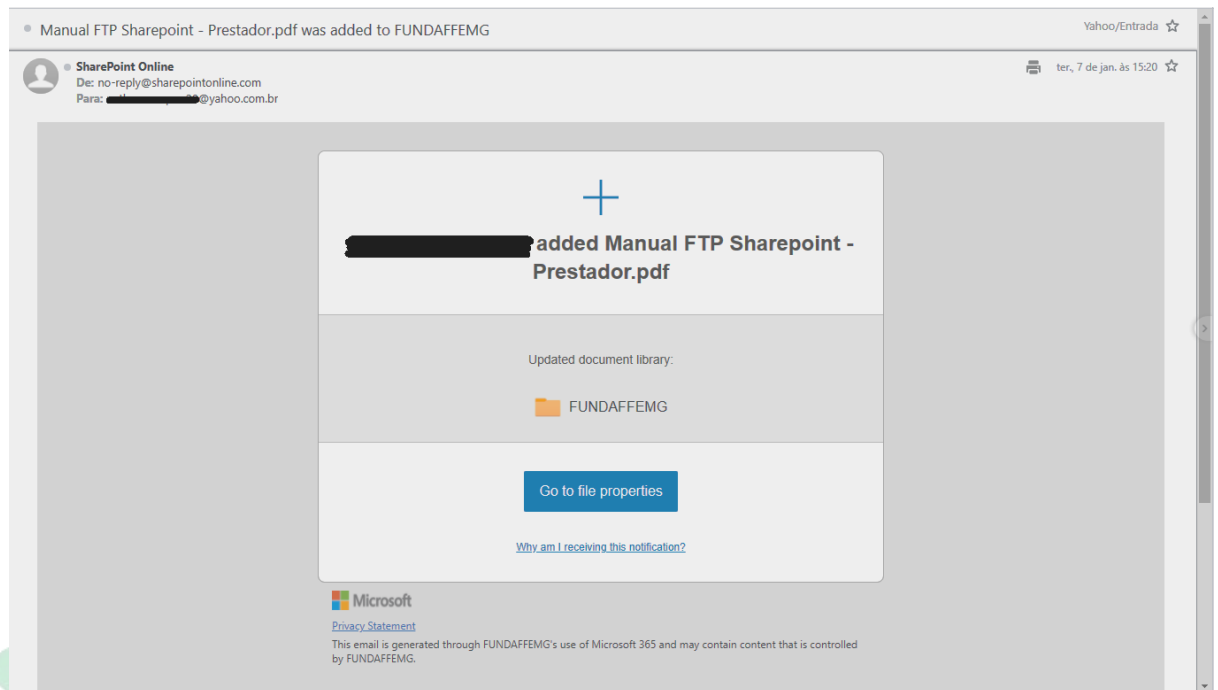 Manual FTP Sharepoint - Prestador.pdf was added to FUNDAFFEMG
Yahoo/Entrada
SharePoint Online
ter., 7 de jan. às 15:20
De: no-reply@sharepointonline.com
Para: @yahoo.com.br
added Manual FTP Sharepoint -
Prestador.pdf
Updated document library:
FUNDAFFEMG
Go to file properties
Why am I receiving this notification?
Microsoft
Privacy Statement
This email is generated through FUNDAFFEMG's use of Microsoft 365 and may contain content that is controlled
by FUNDAFFEMG.